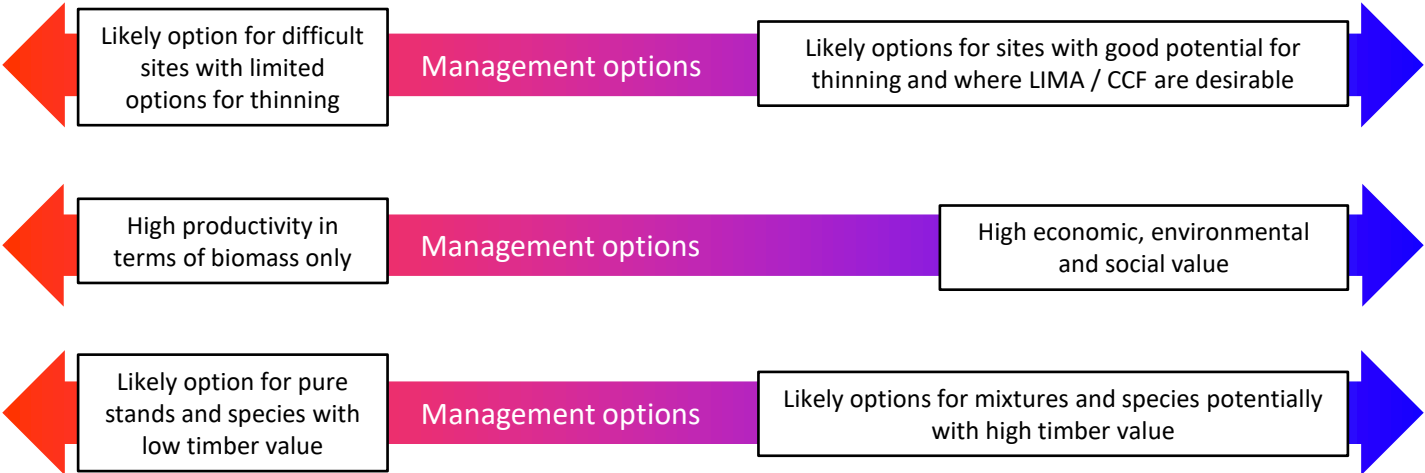 Likely option for difficult
sites with limited
options for thinning
Management options
Likely options for sites with good potential for
thinning and where LIMA / CCF are desirable
High productivity in
terms of biomass only
Management options
High economic, environmental
and social value
Likely option for pure
stands and species with
low timber value
Management options
Likely options for mixtures and species potentially
with high timber value